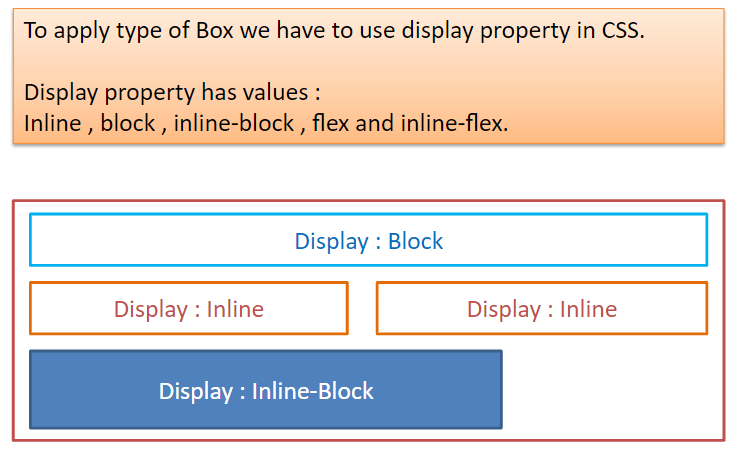 To apply type of Box we have to use display property in CSS.
Display property has values :
Inline , block , inline-block , flex and inline-flex.
Display : Block
Display : Inline
Display : Inline
Display : Inline-Block